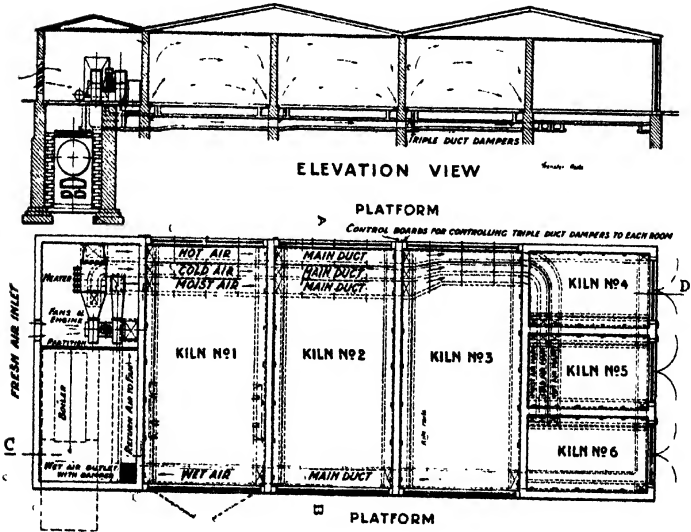 TRIPLE DUCT DAMPERS
ELEVATION VIEW
Transfer
PLATFORM
A
CONTROL BOARDS FOR CONTROLLING TRIPLE DUCT DAMPERS TO EACH ROOM
HOT AIR MAIN DUCT
COLD AIR MAIN DUCT
MOIST AIR MAIN DUCT
HEATER
FANS &
ENGINE
PARTITION
FRESH AIR INLET
BOILER
RETURN AIR TO FAN
KILN Nº1
KILN Nº2
KILN Nº3
KILN Nº4
D
KILN Nº5
KILN Nº6
C
WET AIR OUTLET
WITH DAMPER
WET AIR MAIN DUCT
B
PLATFORM